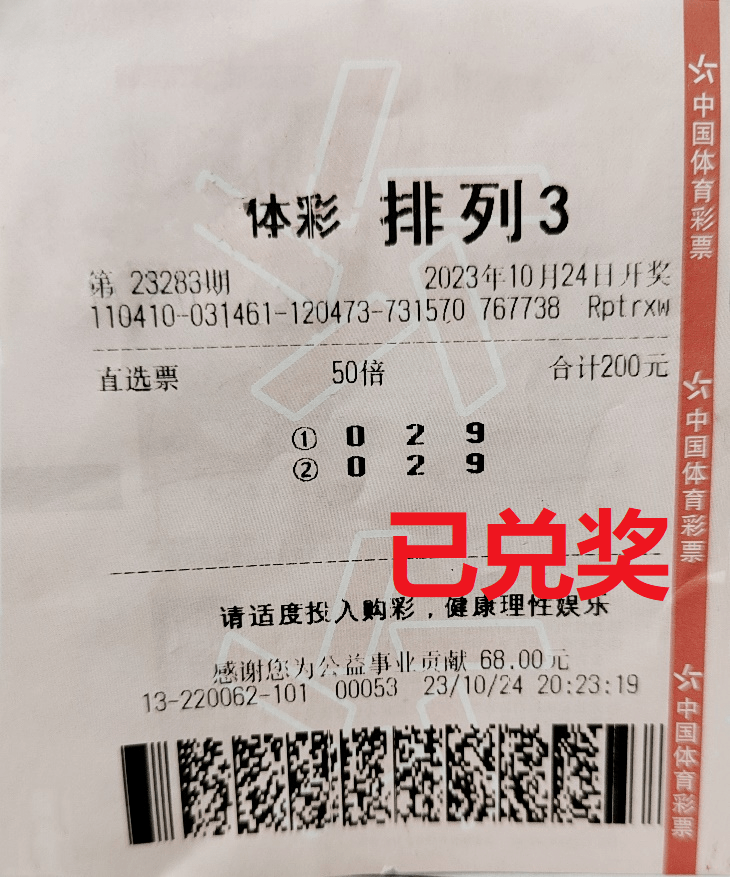 体彩 排列3
第 23283期 2023年10月24日开奖
110410-031461-120473-731570 767738 Rptrxw
直选票 50倍 合计200元
① 0 2 9
② 0 2 9
已兑奖
请适度投入购彩，健康理性娱乐
感谢您为公益事业贡献 68.00元
13-220062-101 00053 23/10/24 20:23:19
中国体育彩票
中国体育彩票
中国体育彩票